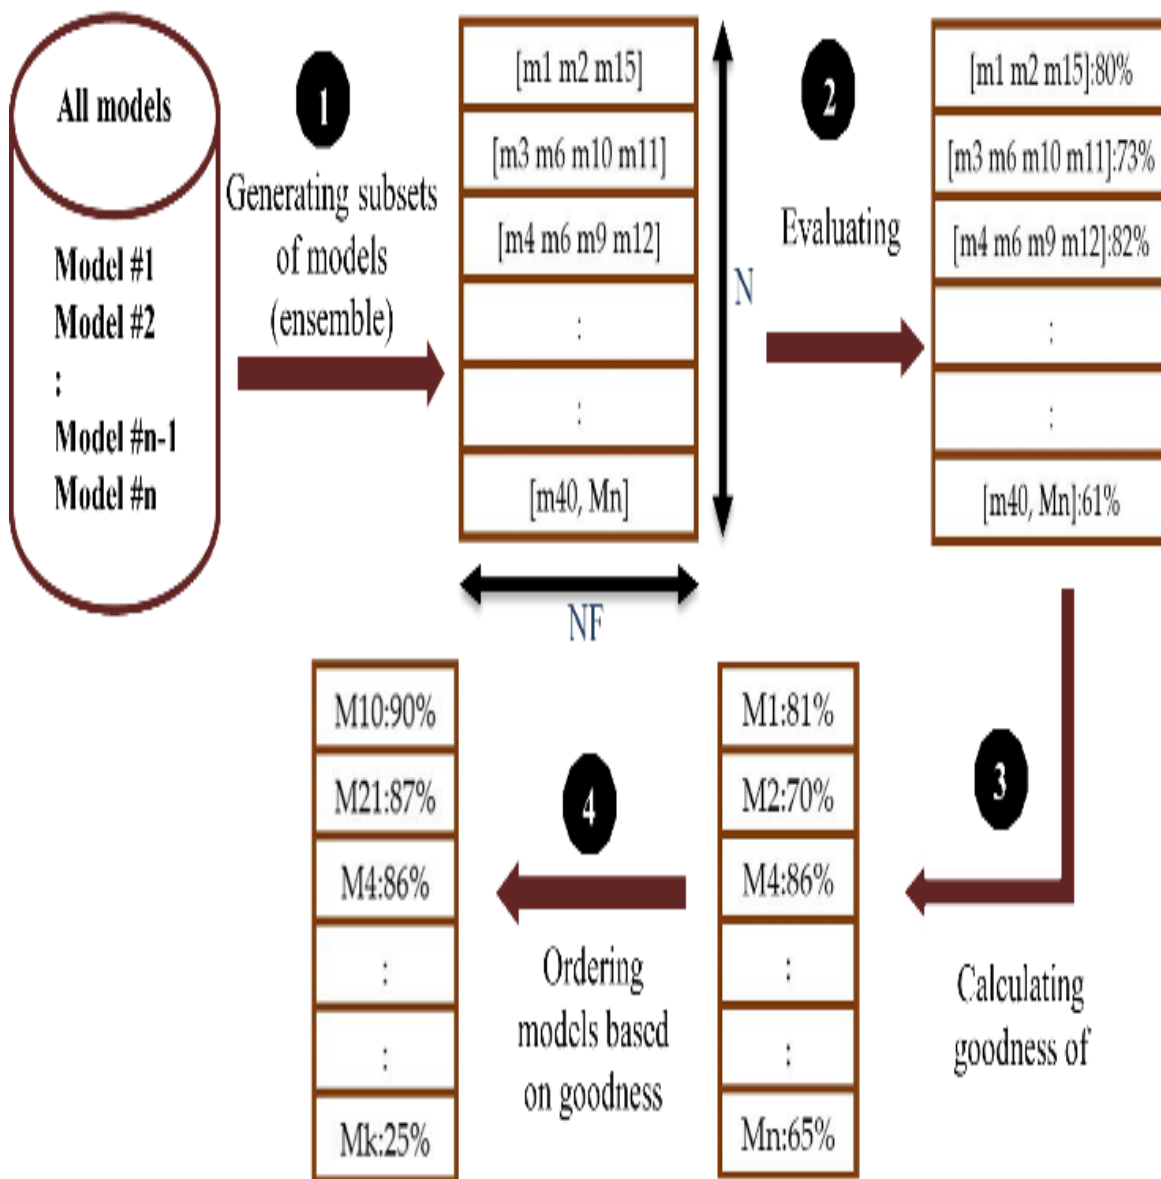 All models
Model #1
Model #2
:
Model #n-1
Model #n
1
Generating subsets
of models
(ensemble)
[m1 m2 m15]
[m3 m6 m10 m11]
[m4 m6 m9 m12]
:
:
[m40, Mn]
N
NF
2
Evaluating
[m1 m2 m15]:80%
[m3 m6 m10 m11]:73%
[m4 m6 m9 m12]:82%
:
:
[m40, Mn]:61%
3
Calculating
goodness of
M1:81%
M2:70%
M4:86%
:
:
Mn:65%
4
Ordering
models based
on goodness
M10:90%
M21:87%
M4:86%
:
:
Mk:25%